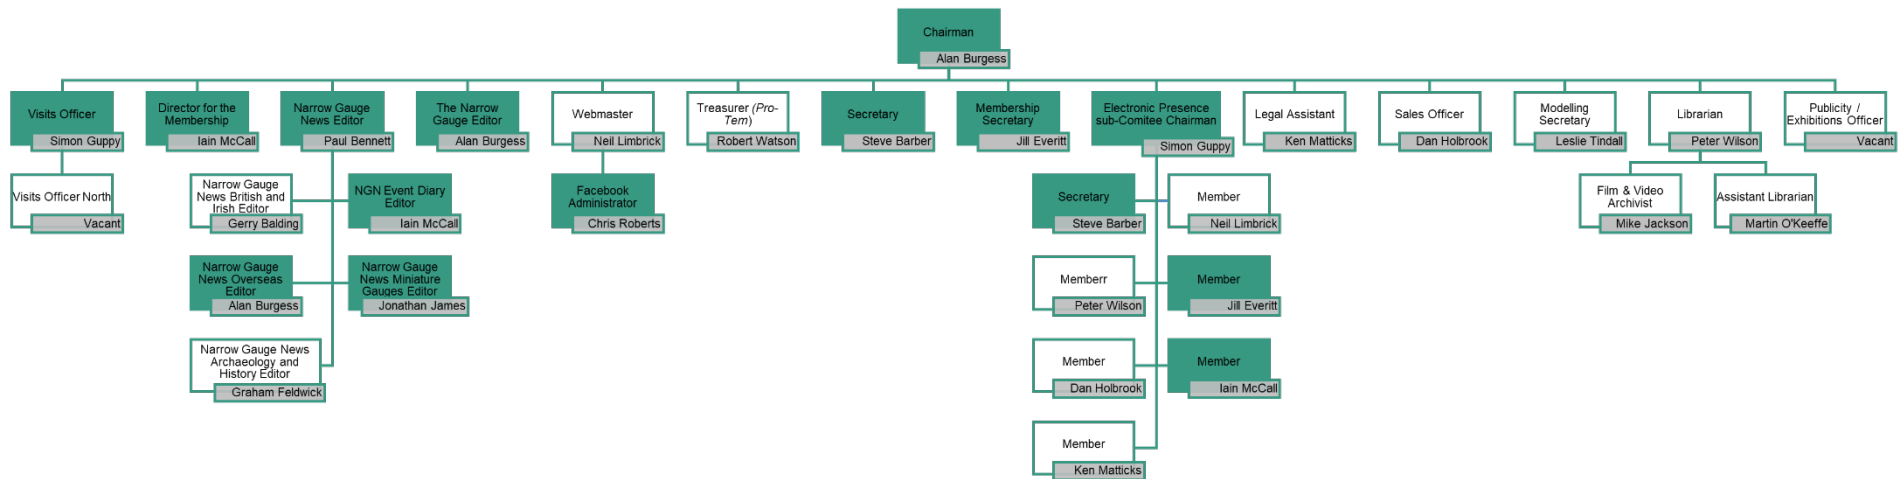 Chairman
Alan Burgess
Visits Officer
Simon Guppy
Director for the
Membership
Iain McCall
Narrow Gauge
News Editor
Paul Bennett
The Narrow
Gauge Editor
Alan Burgess
Webmaster
Neil Limbrick
Treasurer (Pro-
Tem)
Robert Watson
Secretary
Steve Barber
Membership
Secretary
Jill Everitt
Electronic Presence
sub-Comitee Chairman
Simon Guppy
Legal Assistant
Ken Matticks
Sales Officer
Dan Holbrook
Modelling
Secretary
Leslie Tindall
Librarian
Peter Wilson
Publicity /
Exhibitions Officer
Vacant
Visits Officer North
Vacant
Narrow Gauge
News British and
Irish Editor
Gerry Balding
NGN Event Diary
Editor
Iain McCall
Narrow Gauge
News Overseas
Editor
Alan Burgess
Narrow Gauge
News Miniature
Gauges Editor
Jonathan James
Narrow Gauge News
Archaeology and
History Editor
Graham Feldwick
Facebook
Administrator
Chris Roberts
Secretary
Steve Barber
Member
Neil Limbrick
Memberr
Peter Wilson
Member
Jill Everitt
Member
Dan Holbrook
Member
Iain McCall
Member
Ken Matticks
Film & Video
Archivist
Mike Jackson
Assistant Librarian
Martin O'Keeffe